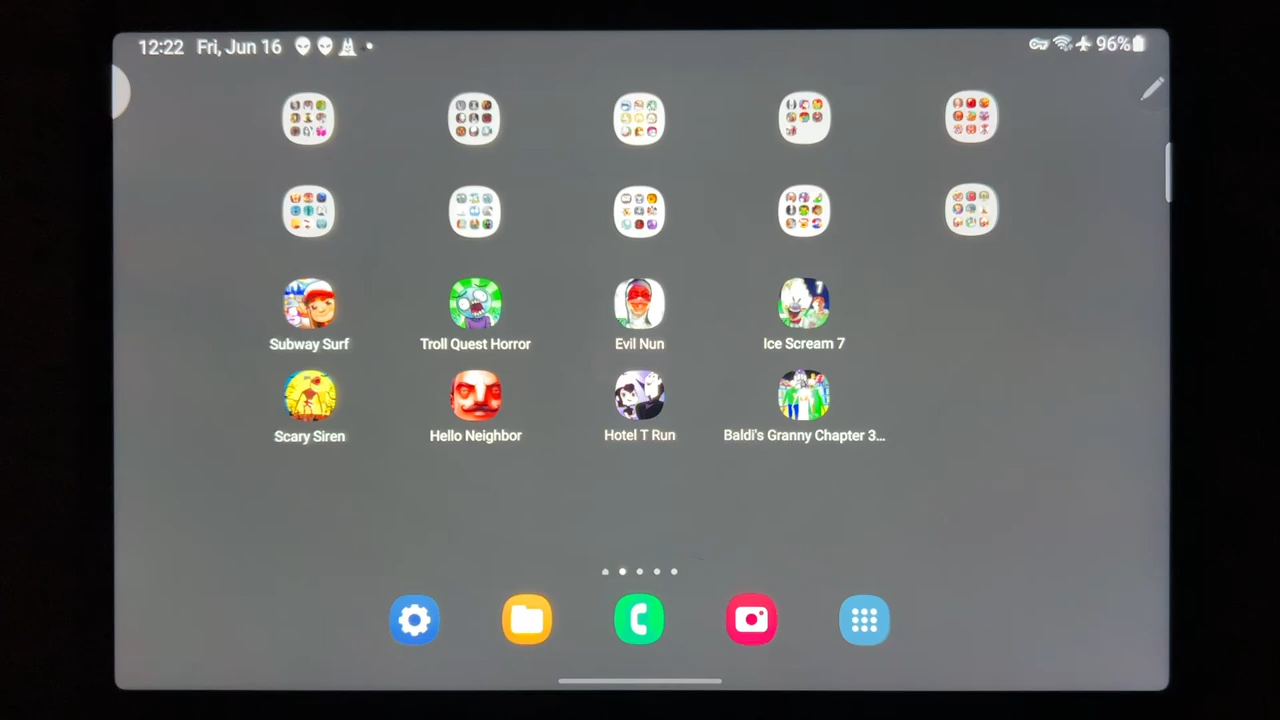 12:22 Fri, Jun 16 96%
7
Subway Surf Troll Quest Horror Evil Nun Ice Scream 7
Scary Siren Hello Neighbor Hotel T Run Baldi's Granny Chapter 3...